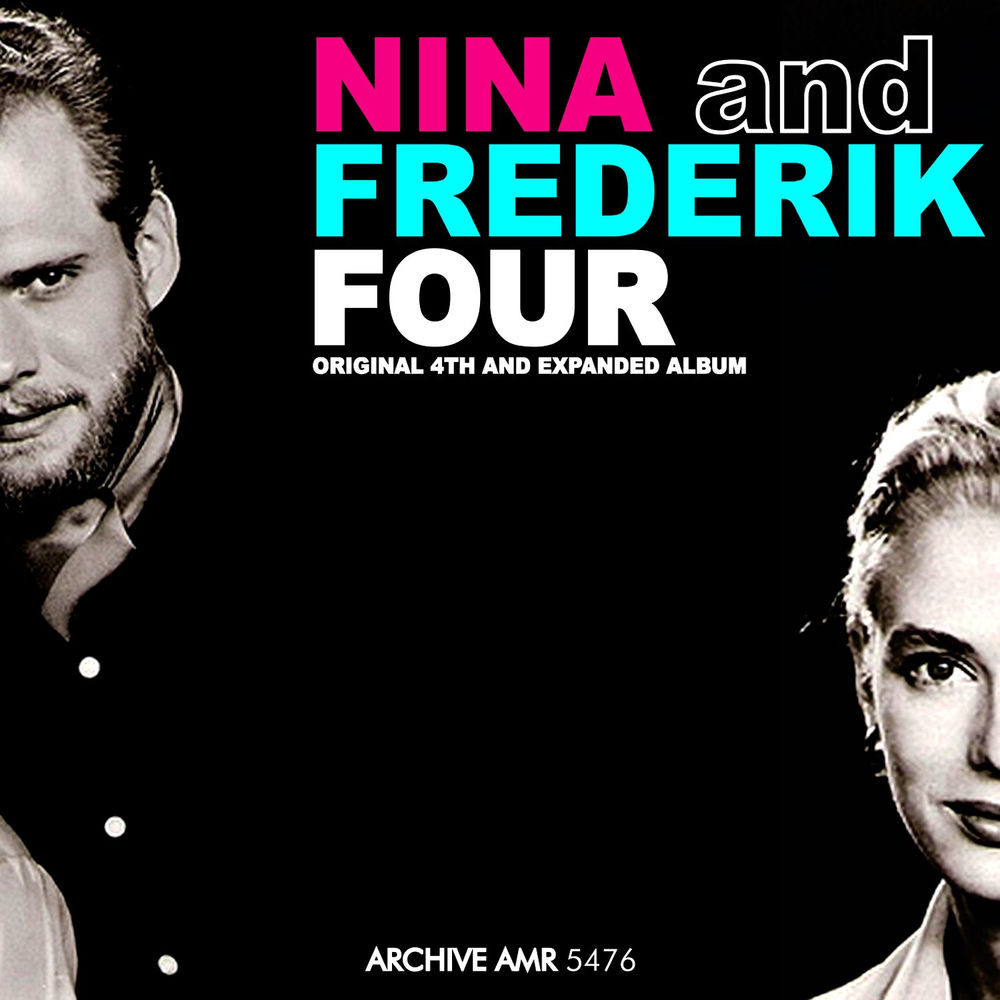 NINA and
FREDERIK
FOUR
ORIGINAL 4TH AND EXPANDED ALBUM
ARCHIVE AMR 5476